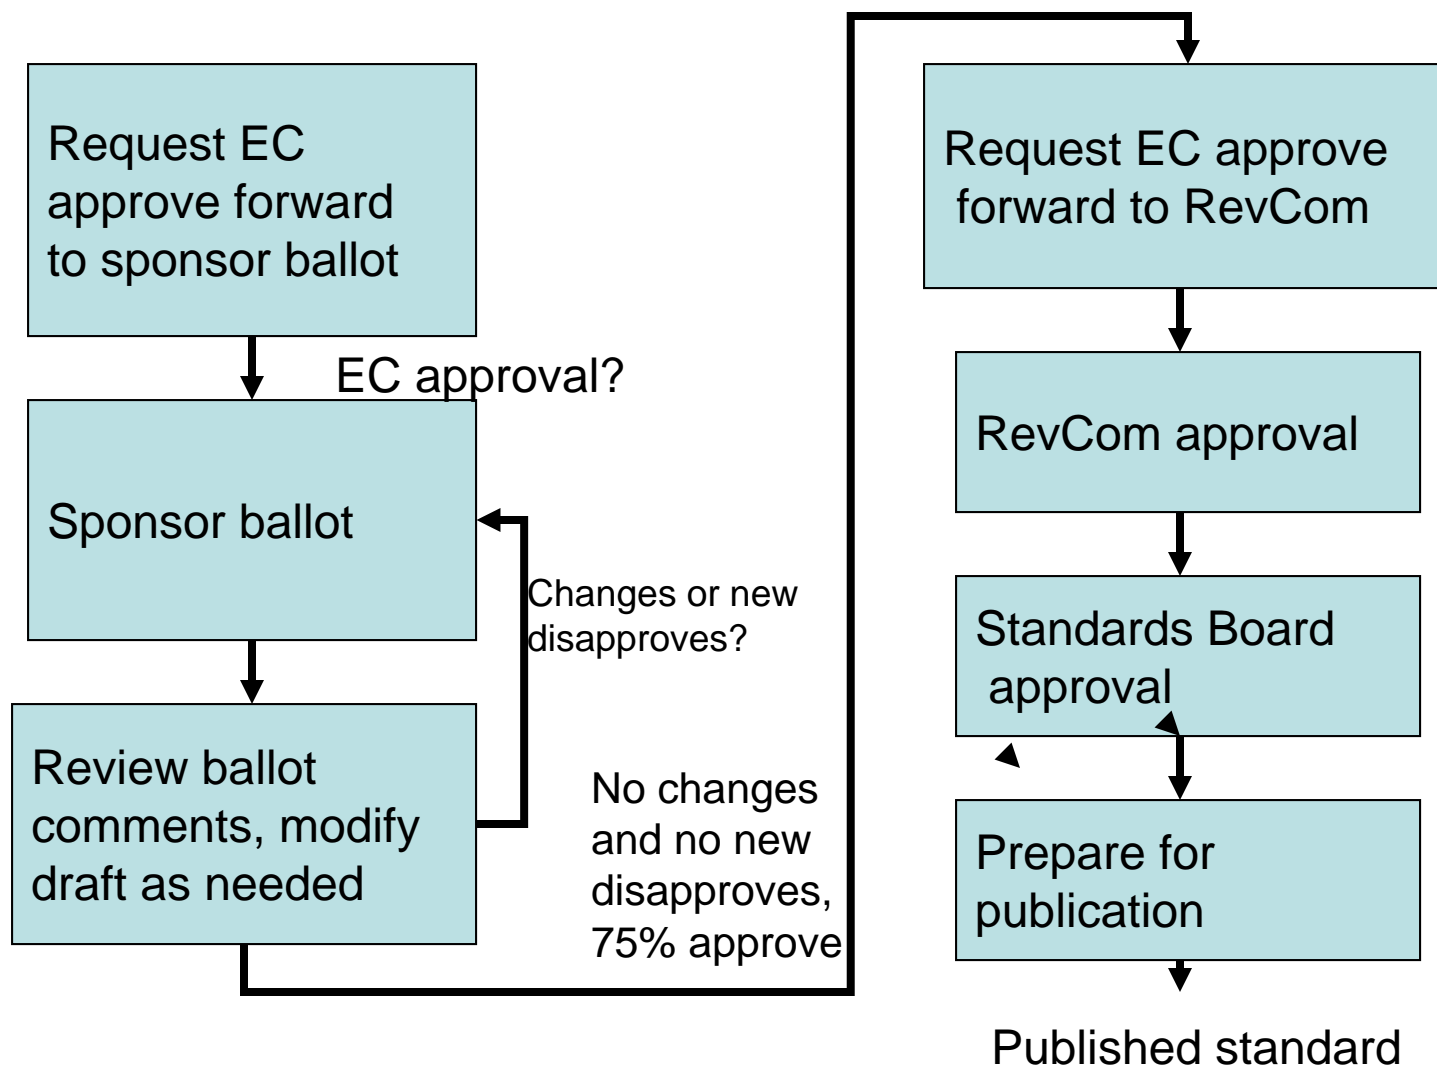 Request EC
approve forward
to sponsor ballot
EC approval?
Sponsor ballot
Changes or new
disapproves?
Review ballot
comments, modify
draft as needed
No changes
and no new
disapproves,
75% approve
Request EC approve
forward to RevCom
RevCom approval
Standards Board
approval
Prepare for
publication
Published standard